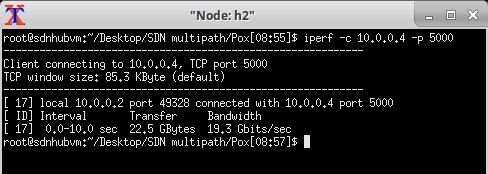 "Node: h2"
root@sdnhubvm:~/Desktop/SDN multipath/Pox[08:55]$ iperf -c 10.0.0.4 -p 5000
------------------------------------------------------------
Client connecting to 10.0.0.4, TCP port 5000
TCP window size: 85.3 KByte (default)
------------------------------------------------------------
[ 17] local 10.0.0.2 port 49328 connected with 10.0.0.4 port 5000
[ ID] Interval       Transfer     Bandwidth
[ 17]  0.0-10.0 sec  22.5 GBytes  19.3 Gbits/sec
root@sdnhubvm:~/Desktop/SDN multipath/Pox[08:57]$